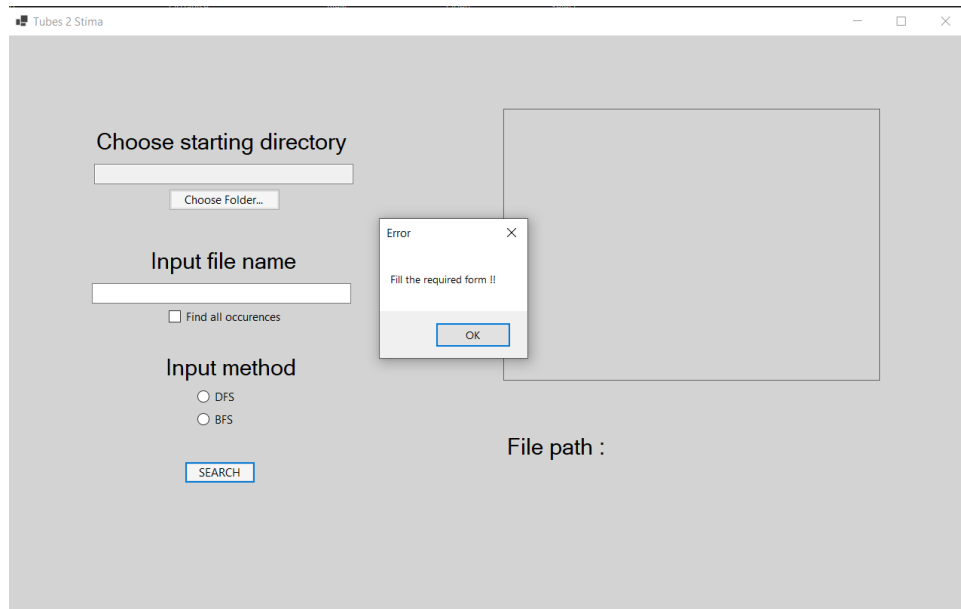 Tubes 2 Stima
Choose starting directory
Choose Folder...
Input file name
Find all occurences
Input method
DFS
BFS
SEARCH
Error
Fill the required form !!
OK
File path :